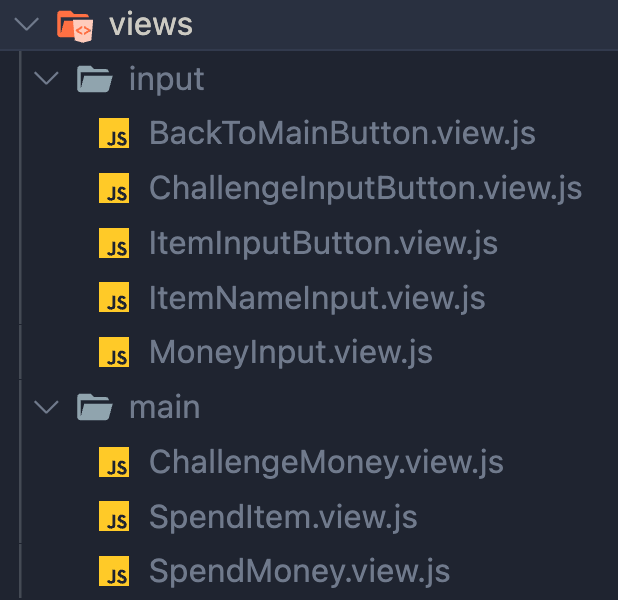 views
input
JS BackToMainButton.view.js
JS ChallengeInputButton.view.js
JS ItemInputButton.view.js
JS ItemNameInput.view.js
JS MoneyInput.view.js
main
JS ChallengeMoney.view.js
JS SpendItem.view.js
JS SpendMoney.view.js